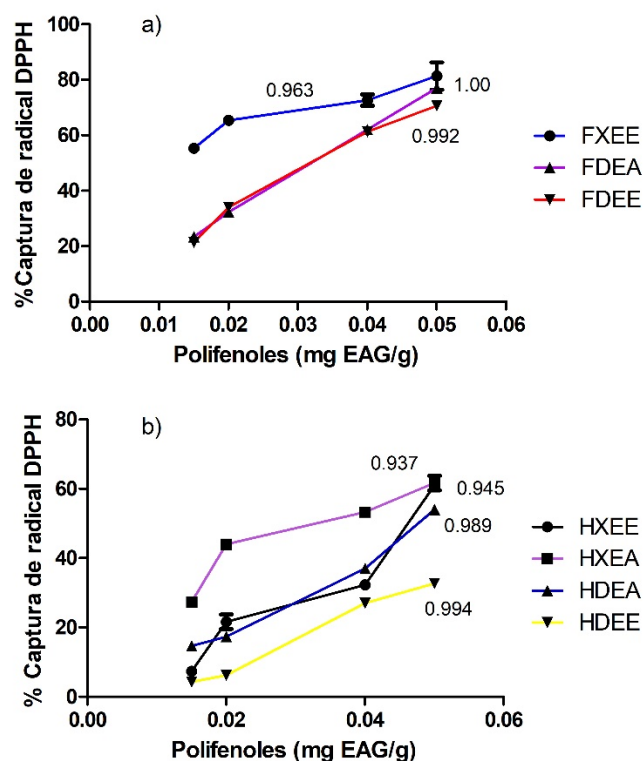 a)
100
80
60
40
20
0
0.963
1.00
0.992
%Captura de radical DPPH
0.00 0.01 0.02 0.03 0.04 0.05 0.06
Polifenoles (mg EAG/g)
FXEE
FDEA
FDEE
b)
80
60
40
20
0
0.937
0.945
0.989
0.994
% Captura de radical DPPH
0.00 0.02 0.04 0.06
Polifenoles (mg EAG/g)
HXEE
HXEA
HDEA
HDEE